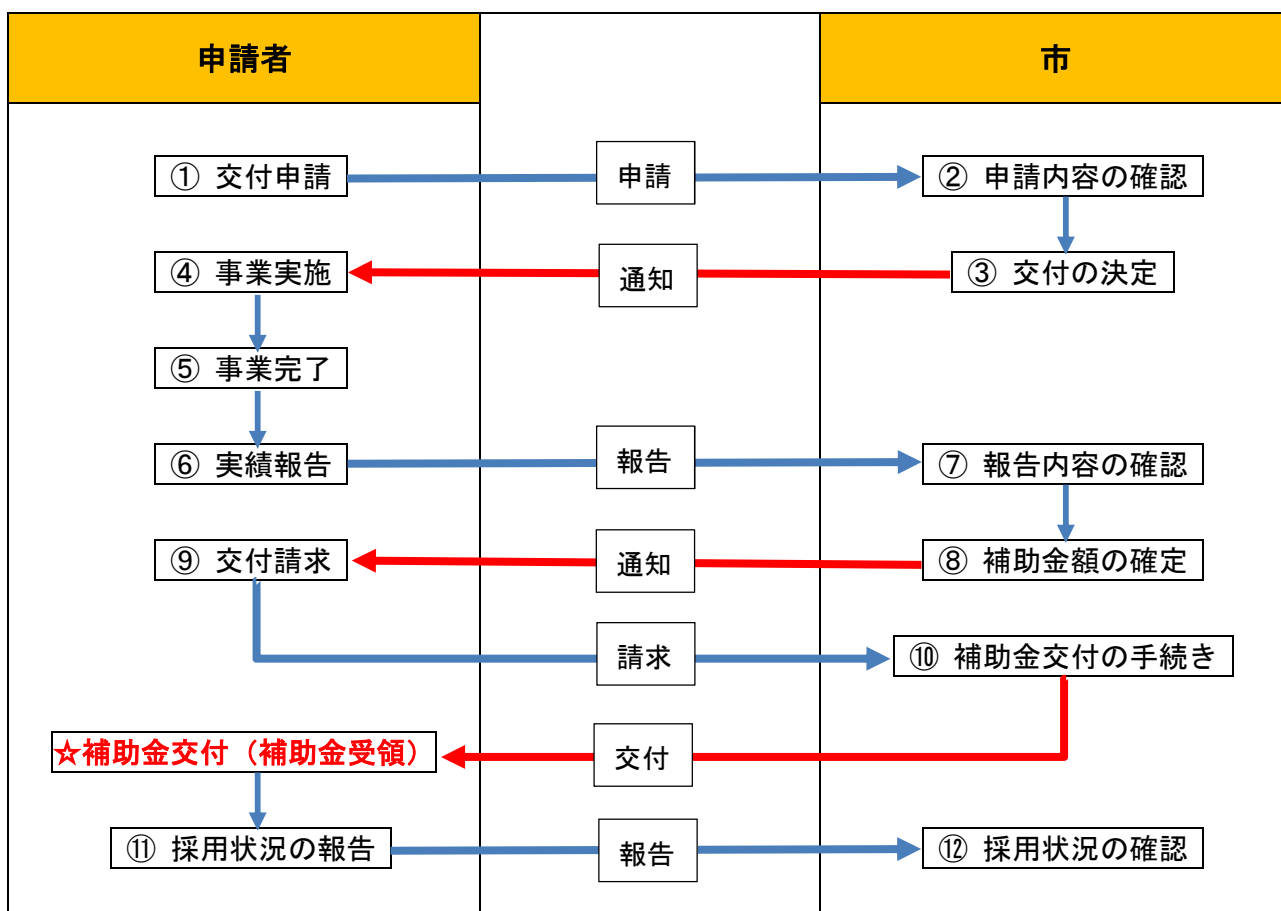 申請者
市
① 交付申請
申請
② 申請内容の確認
④ 事業実施
通知
③ 交付の決定
⑤ 事業完了
⑥ 実績報告
報告
⑦ 報告内容の確認
⑨ 交付請求
通知
⑧ 補助金額の確定
請求
⑩ 補助金交付の手続き
☆補助金交付（補助金受領）
交付
⑪ 採用状況の報告
報告
⑫ 採用状況の確認